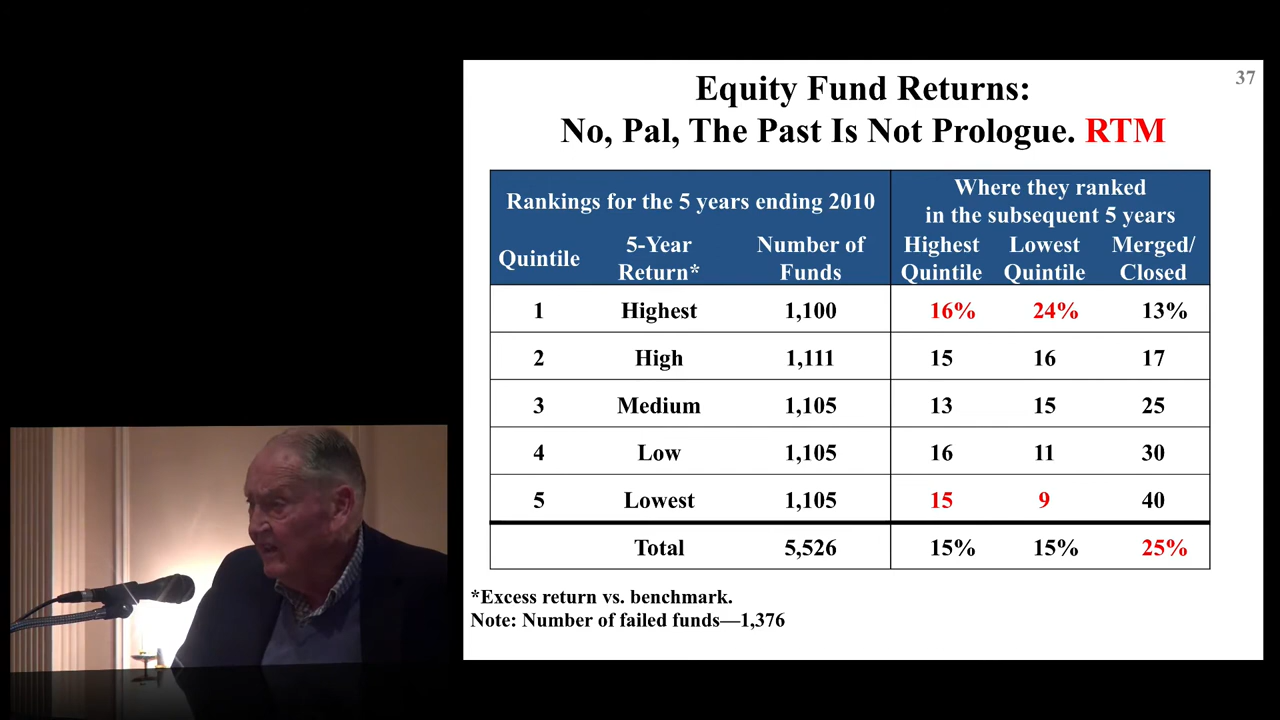 37
Equity Fund Returns:
No, Pal, The Past Is Not Prologue. RTM
Rankings for the 5 years ending 2010
Where they ranked
in the subsequent 5 years
Quintile 5-Year Return* Number of Funds Highest Quintile Lowest Quintile Merged/ Closed
1 Highest 1,100 16% 24% 13%
2 High 1,111 15 16 17
3 Medium 1,105 13 15 25
4 Low 1,105 16 11 30
5 Lowest 1,105 15 9 40
Total 5,526 15% 15% 25%
*Excess return vs. benchmark.
Note: Number of failed funds—1,376